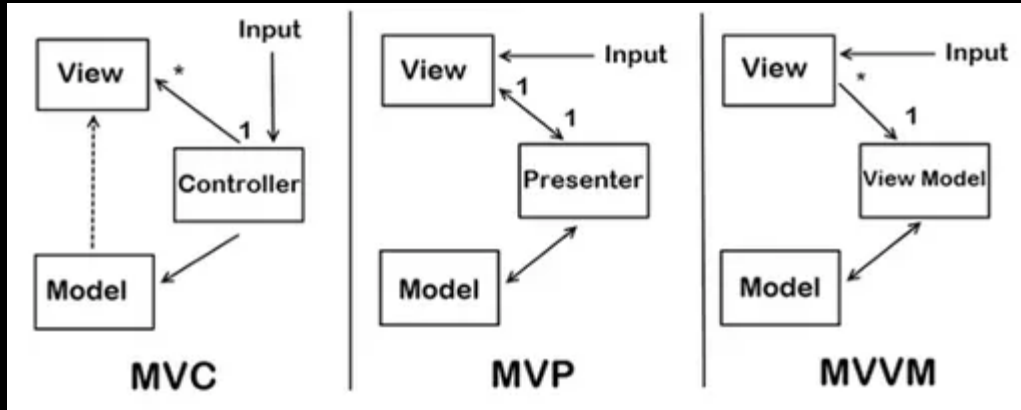 Input
View
*
1
Controller
Model
MVC
View
Input
1
1
Presenter
Model
MVP
View
Input
*
1
View Model
Model
MVVM